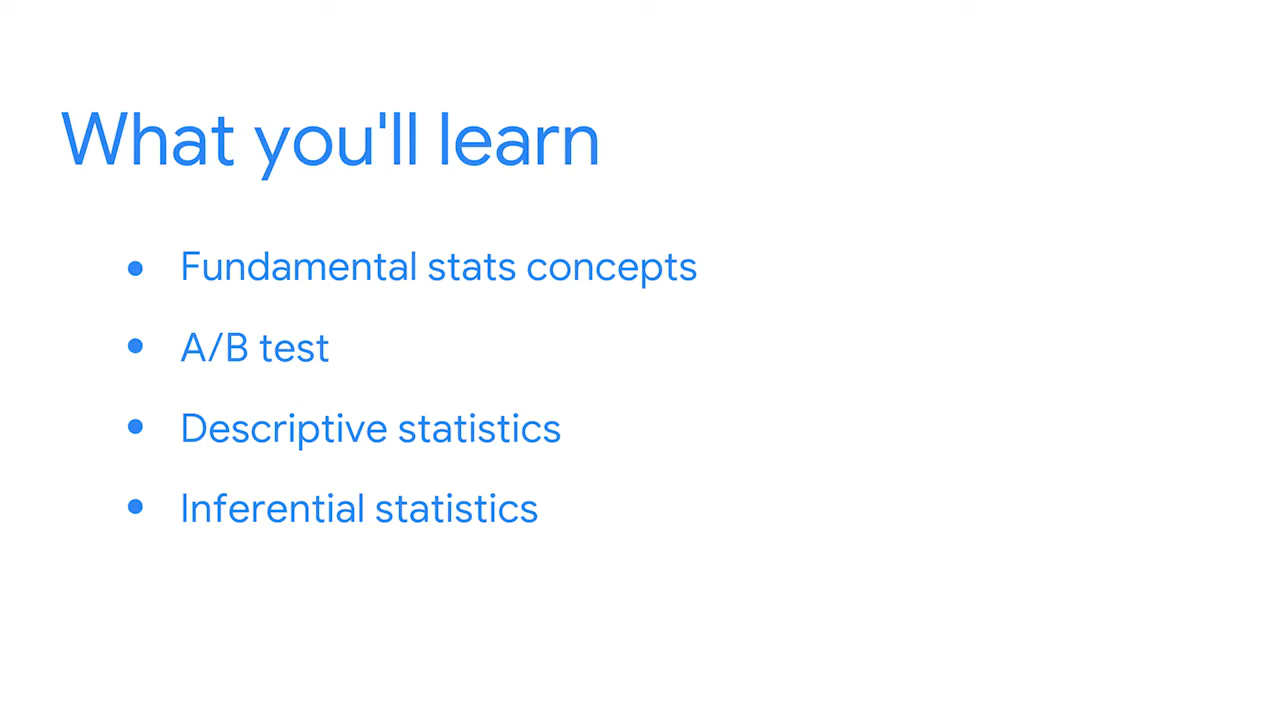 What you'll learn
• Fundamental stats concepts
• A/B test
• Descriptive statistics
• Inferential statistics